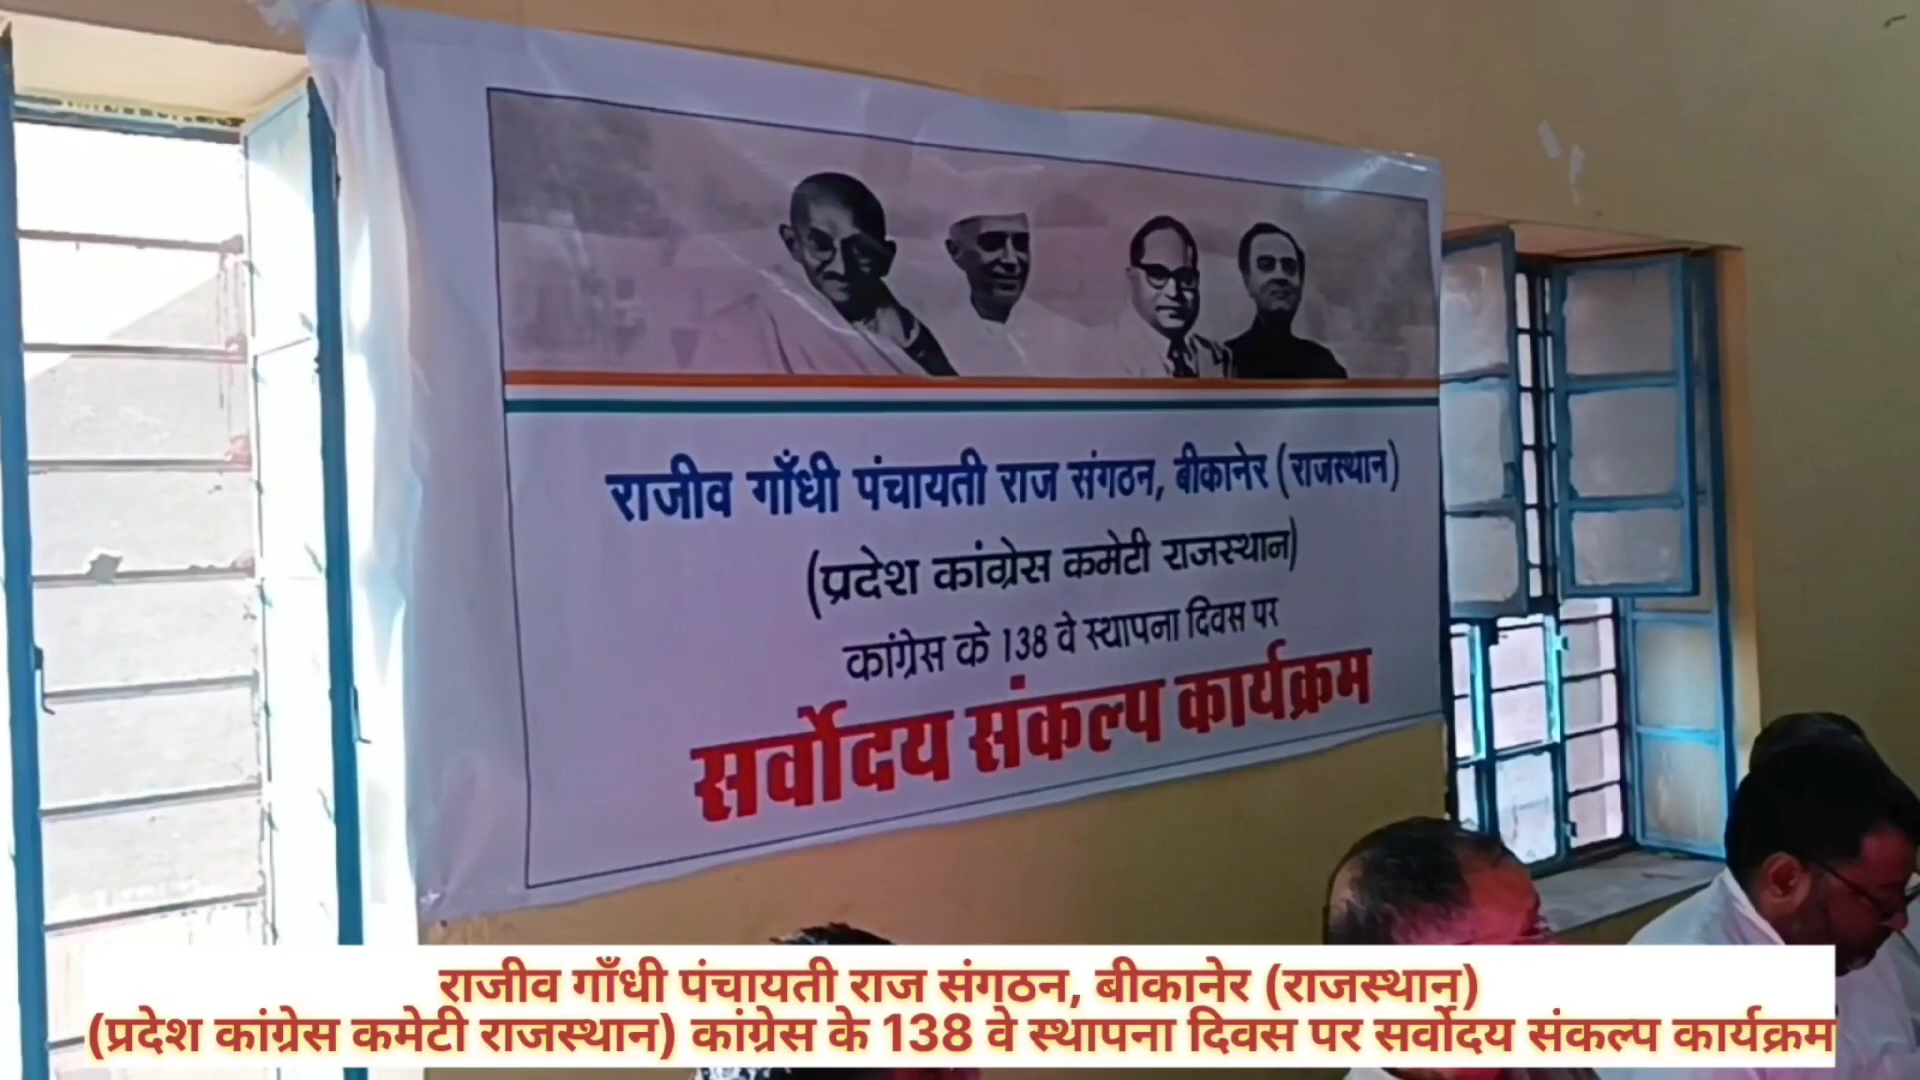 राजीव गाँधी पंचायती राज संगठन, बीकानेर (राजस्थान)
(प्रदेश कांग्रेस कमेटी राजस्थान)
कांग्रेस के 138 वे स्थापना दिवस पर
सर्वोदय संकल्प कार्यक्रम
राजीव गाँधी पंचायती राज संगठन, बीकानेर (राजस्थान)
(प्रदेश कांग्रेस कमेटी राजस्थान) कांग्रेस के 138 वे स्थापना दिवस पर सर्वोदय संकल्प कार्यक्रम